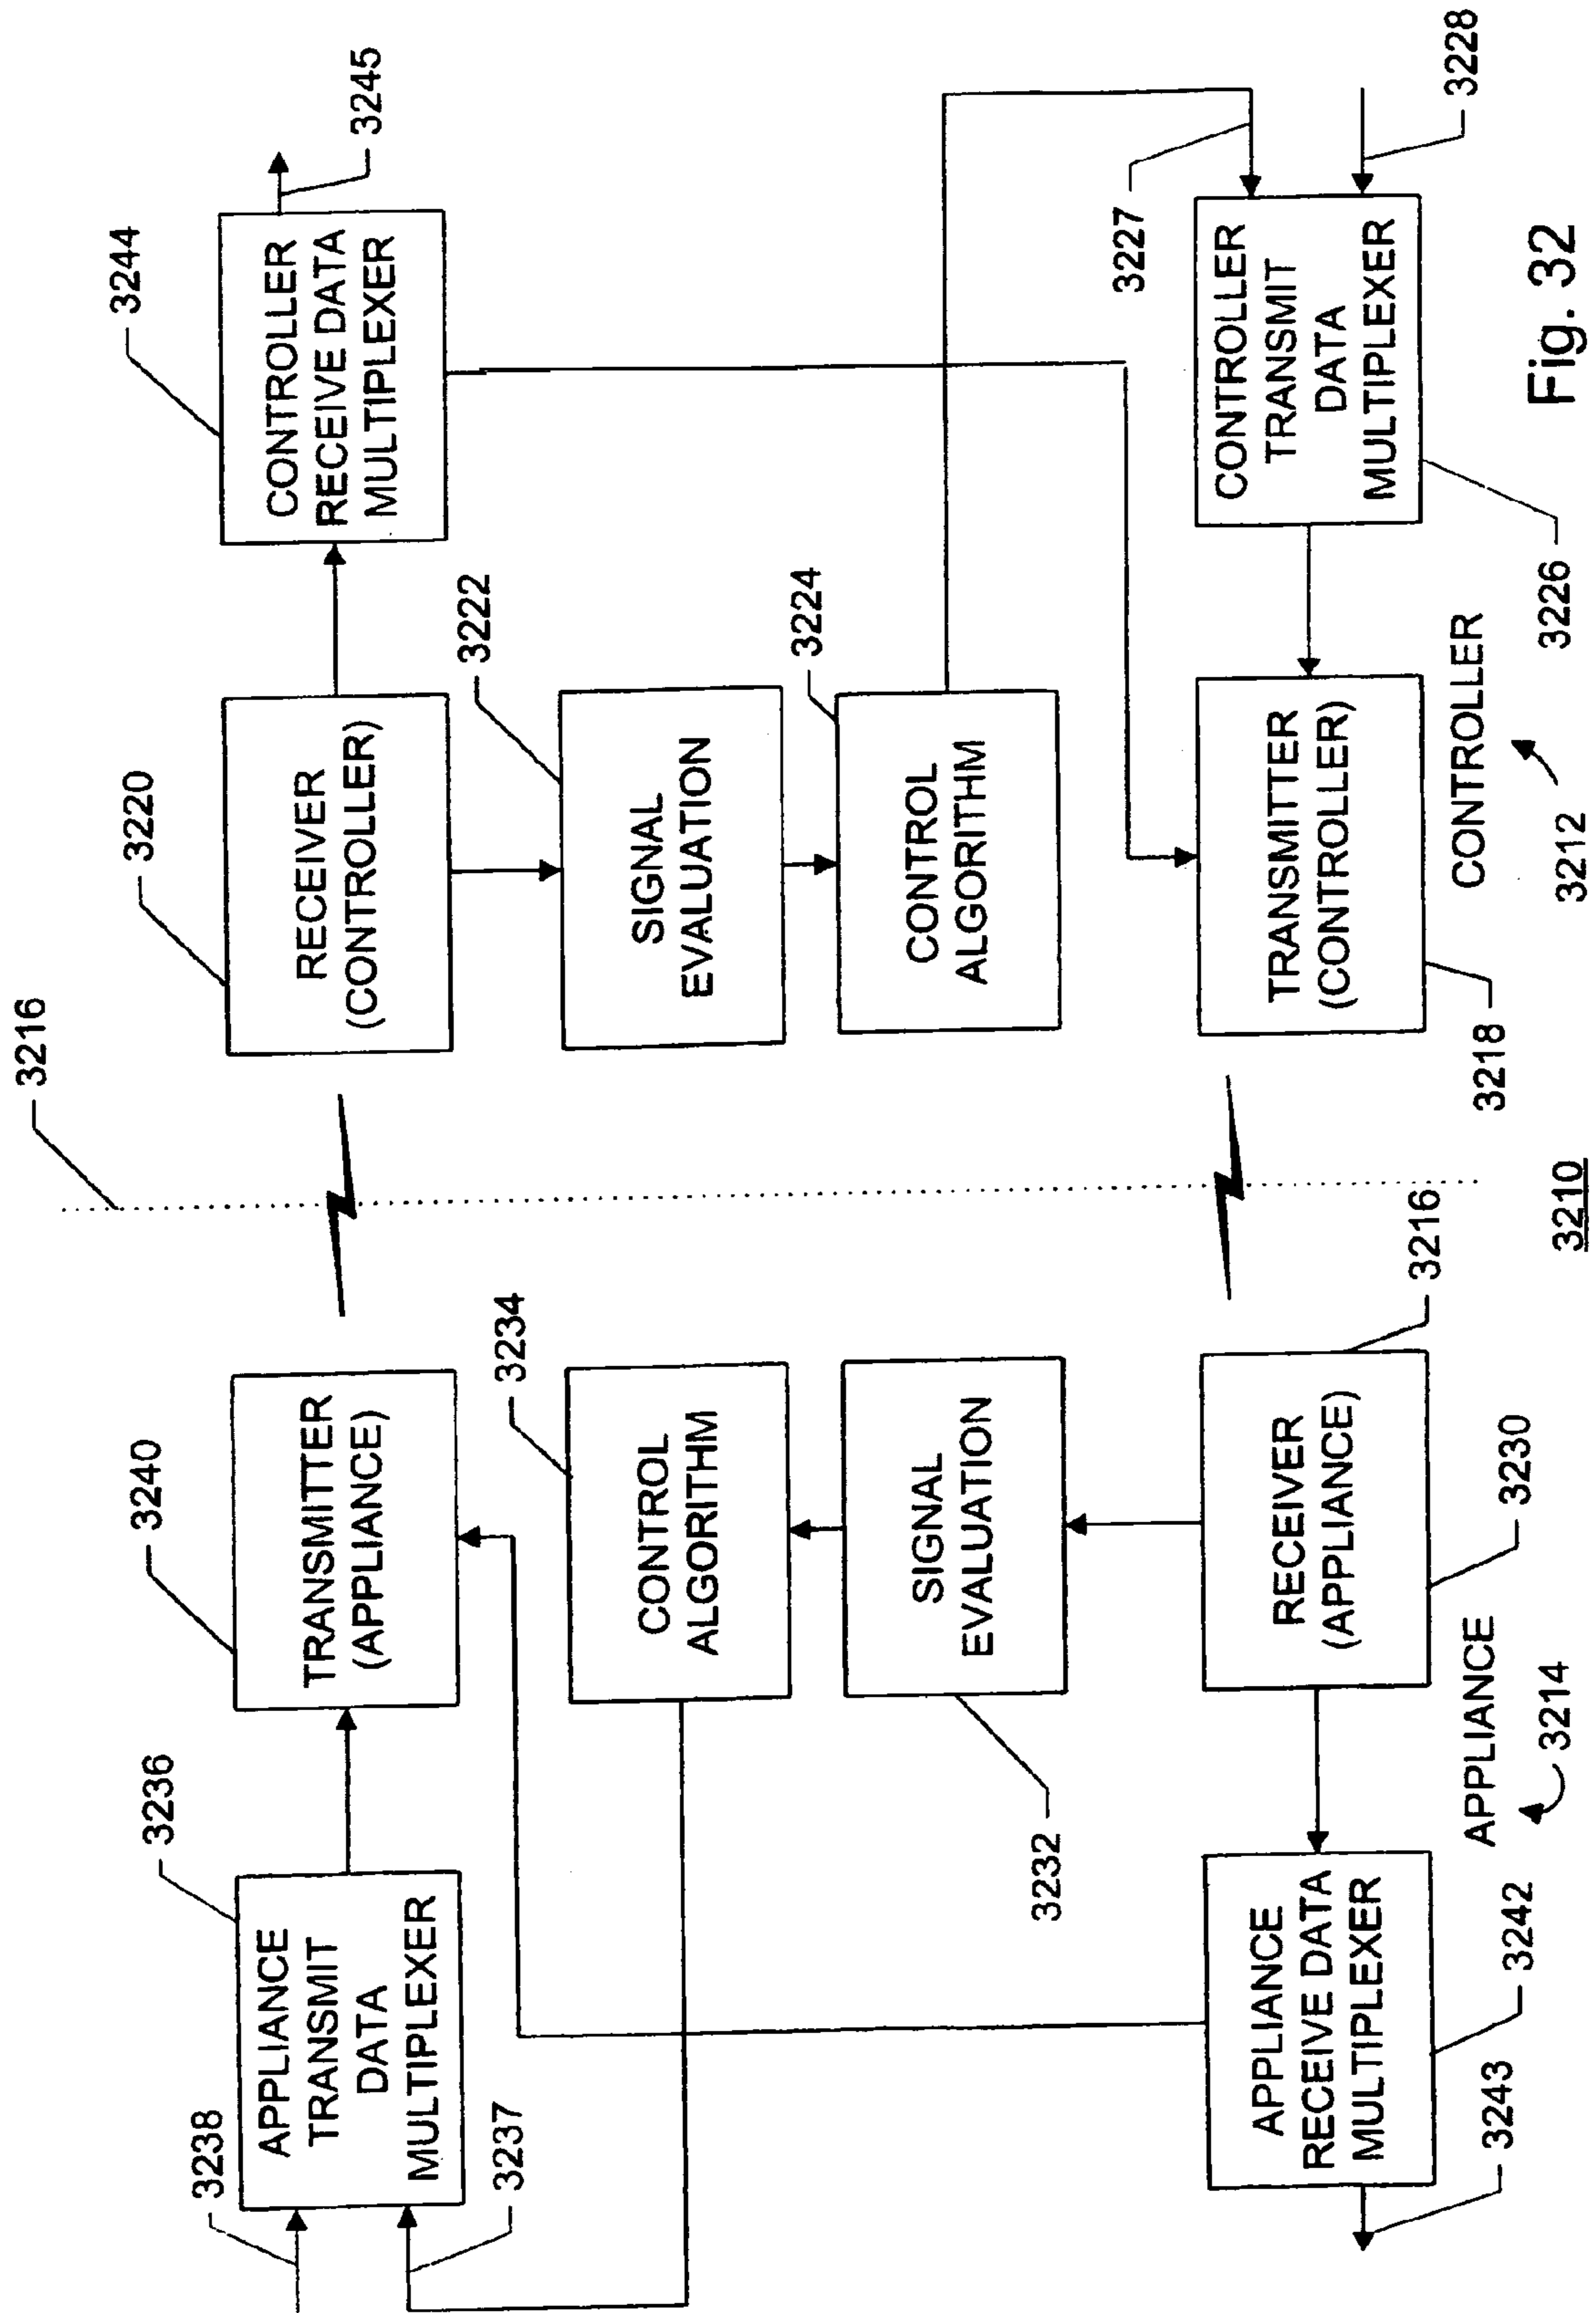 3216
3238
APPLIANCE
TRANSMIT
DATA
MULTIPLEXER
3236
3237
TRANSMITTER
(APPLIANCE)
3240
3234
CONTROL
ALGORITHM
SIGNAL
EVALUATION
3232
RECEIVER
(APPLIANCE)
3216
3230
APPLIANCE
RECEIVE DATA
MULTIPLEXER
3243
3242
APPLIANCE
3214
3220
RECEIVER
(CONTROLLER)
3244
CONTROLLER
RECEIVE DATA
MULTIPLEXER
3245
3222
SIGNAL
EVALUATION
3224
CONTROL
ALGORITHM
3227
TRANSMITTER
(CONTROLLER)
3218
CONTROLLER
TRANSMIT
DATA
MULTIPLEXER
3228
3226
CONTROLLER
3212
3210
Fig. 32